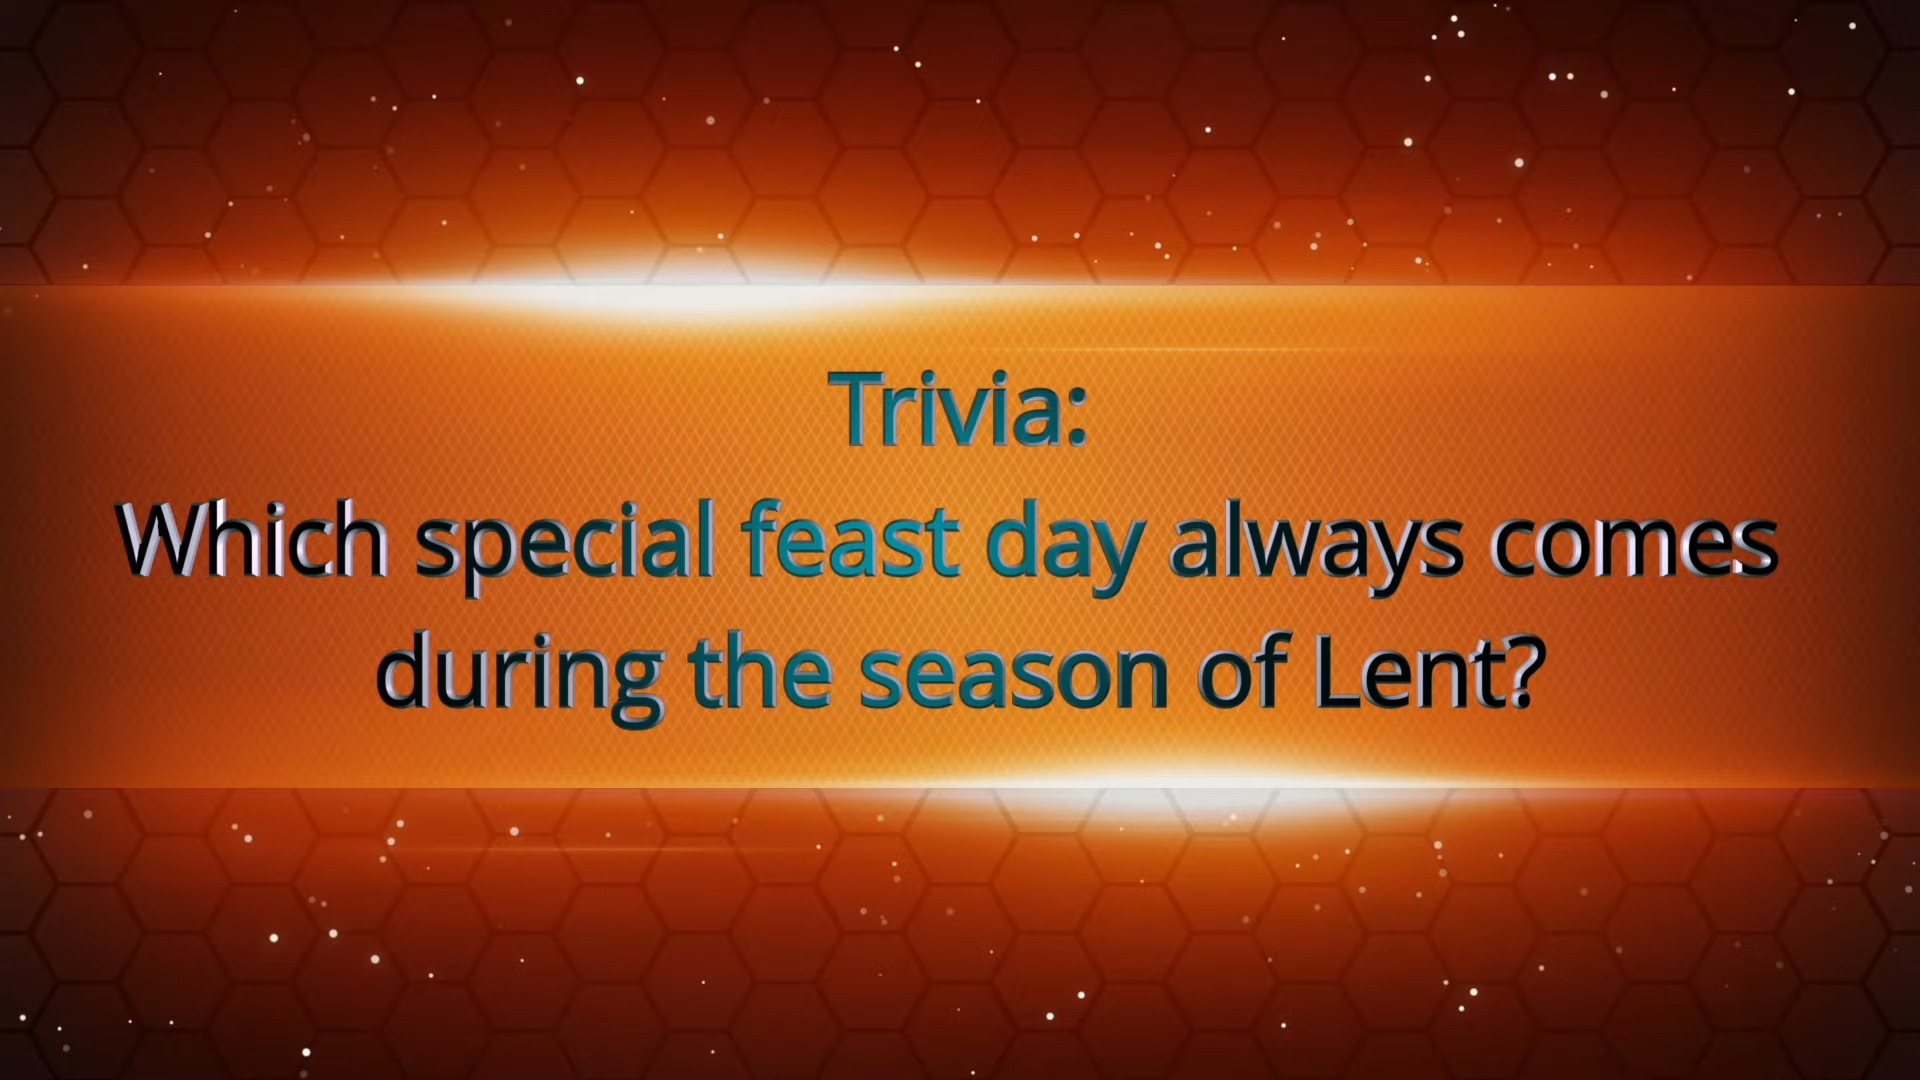 Trivia:
Which special feast day always comes
during the season of Lent?